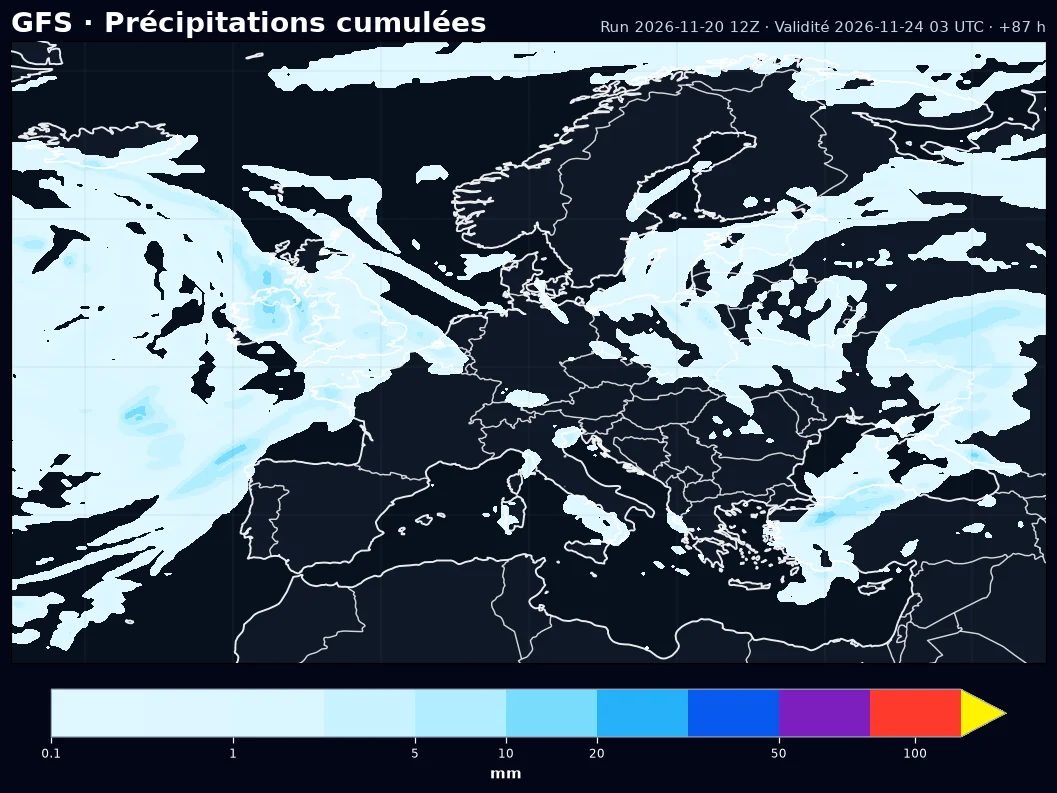 GFS · Précipitations cumulées
Run 2026-11-20 12Z · Validité 2026-11-24 03 UTC · +87 h
0.1 1 5 10 20 50 100
mm